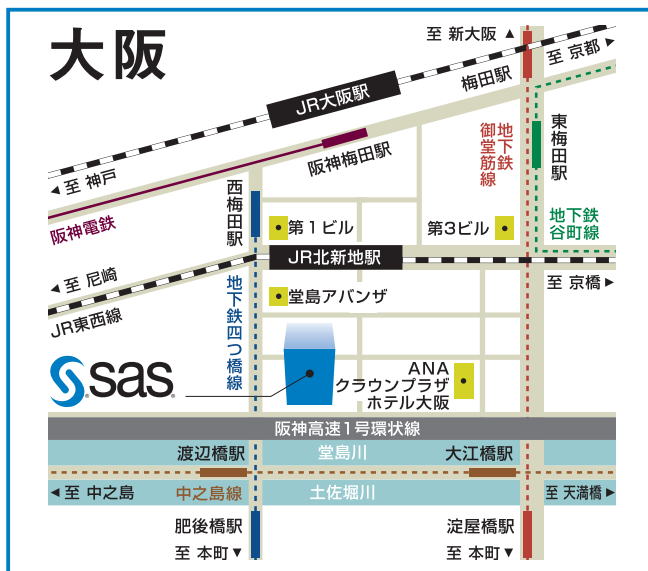 大阪
至 新大阪 ▲
至 京都 ▶
梅田駅
JR大阪駅
阪神梅田駅
地下鉄
御堂筋線
東梅田駅
◀ 至 神戸
西梅田駅
阪神電鉄
第1ビル
第3ビル
地下鉄
谷町線
JR北新地駅
◀ 至 尼崎
至 京橋 ▶
堂島アバンザ
JR東西線
地下鉄四つ橋線
sas
ANA
クラウンプラザ
ホテル大阪
阪神高速1号環状線
渡辺橋駅
堂島川
大江橋駅
◀ 至 中之島
中之島線
土佐堀川
至 天満橋 ▶
肥後橋駅
淀屋橋駅
至 本町 ▼
至 本町 ▼